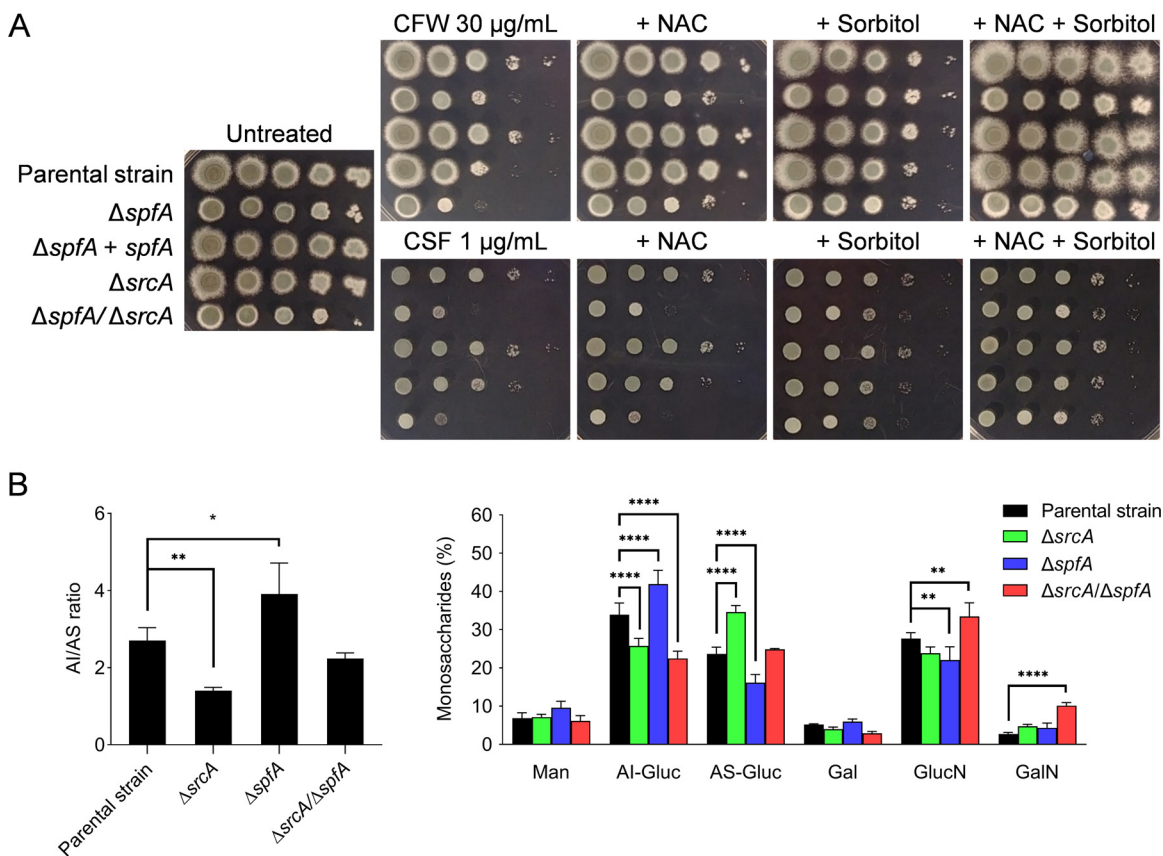 A
CFW 30 µg/mL
+ NAC
+ Sorbitol
+ NAC + Sorbitol
Untreated
Parental strain
ΔspfA
ΔspfA + spfA
ΔsrcA
ΔspfA/ΔsrcA
CSF 1 µg/mL
+ NAC
+ Sorbitol
+ NAC + Sorbitol
B
AI/AS ratio
6
4
2
0
*
**
Parental strain
ΔsrcA
ΔspfA
ΔsrcA/ΔspfA
Monosaccharides (%)
60
50
40
30
20
10
0
****
****
****
****
****
**
**
****
Man
AI-Gluc
AS-Gluc
Gal
GlucN
GalN
Parental strain
ΔsrcA
ΔspfA
ΔsrcA/ΔspfA